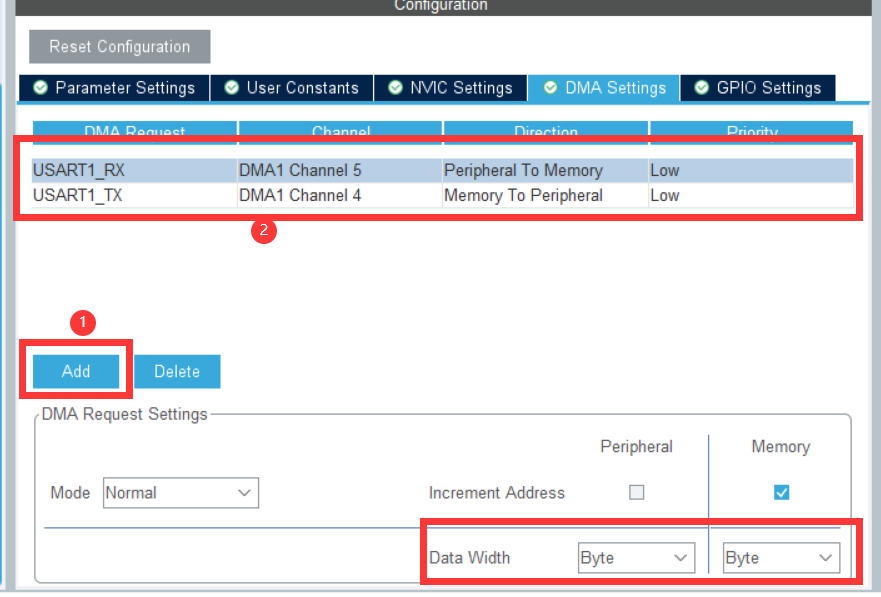 Configuration
Reset Configuration
Parameter Settings User Constants NVIC Settings DMA Settings GPIO Settings
DMA Request Channel Direction Priority
USART1_RX DMA1 Channel 5 Peripheral To Memory Low
USART1_TX DMA1 Channel 4 Memory To Peripheral Low
2
1
Add Delete
DMA Request Settings
Peripheral Memory
Mode Normal Increment Address
Data Width Byte Byte